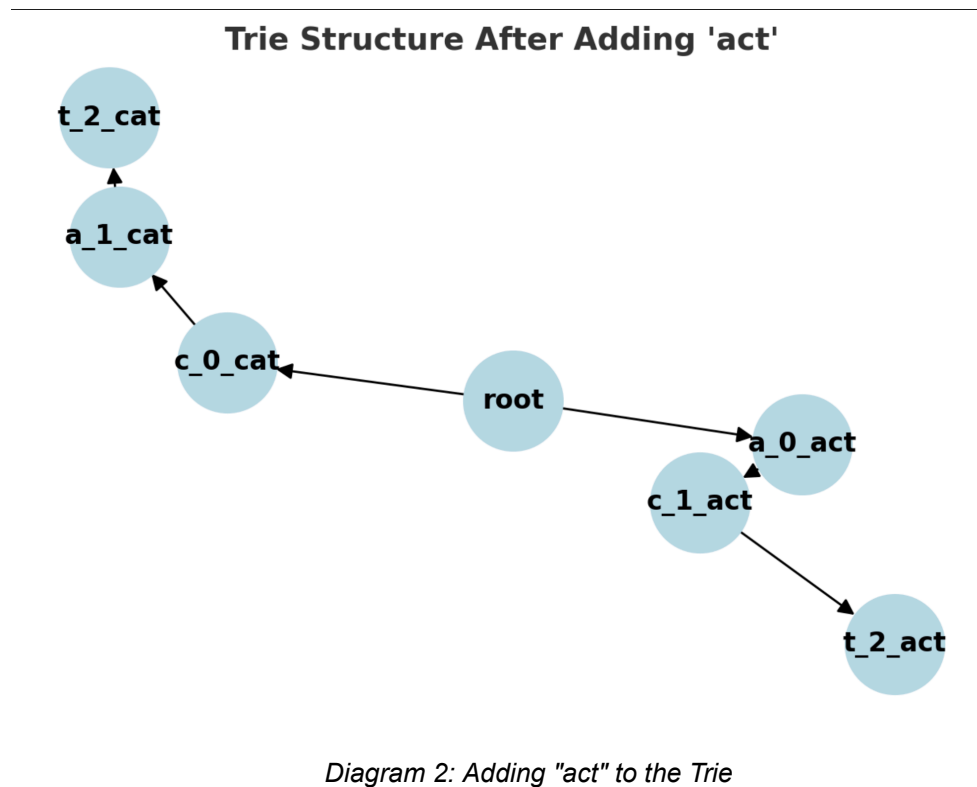 Trie Structure After Adding 'act'
t_2_cat
a_1_cat
c_0_cat
root
a_0_act
c_1_act
t_2_act
Diagram 2: Adding "act" to the Trie